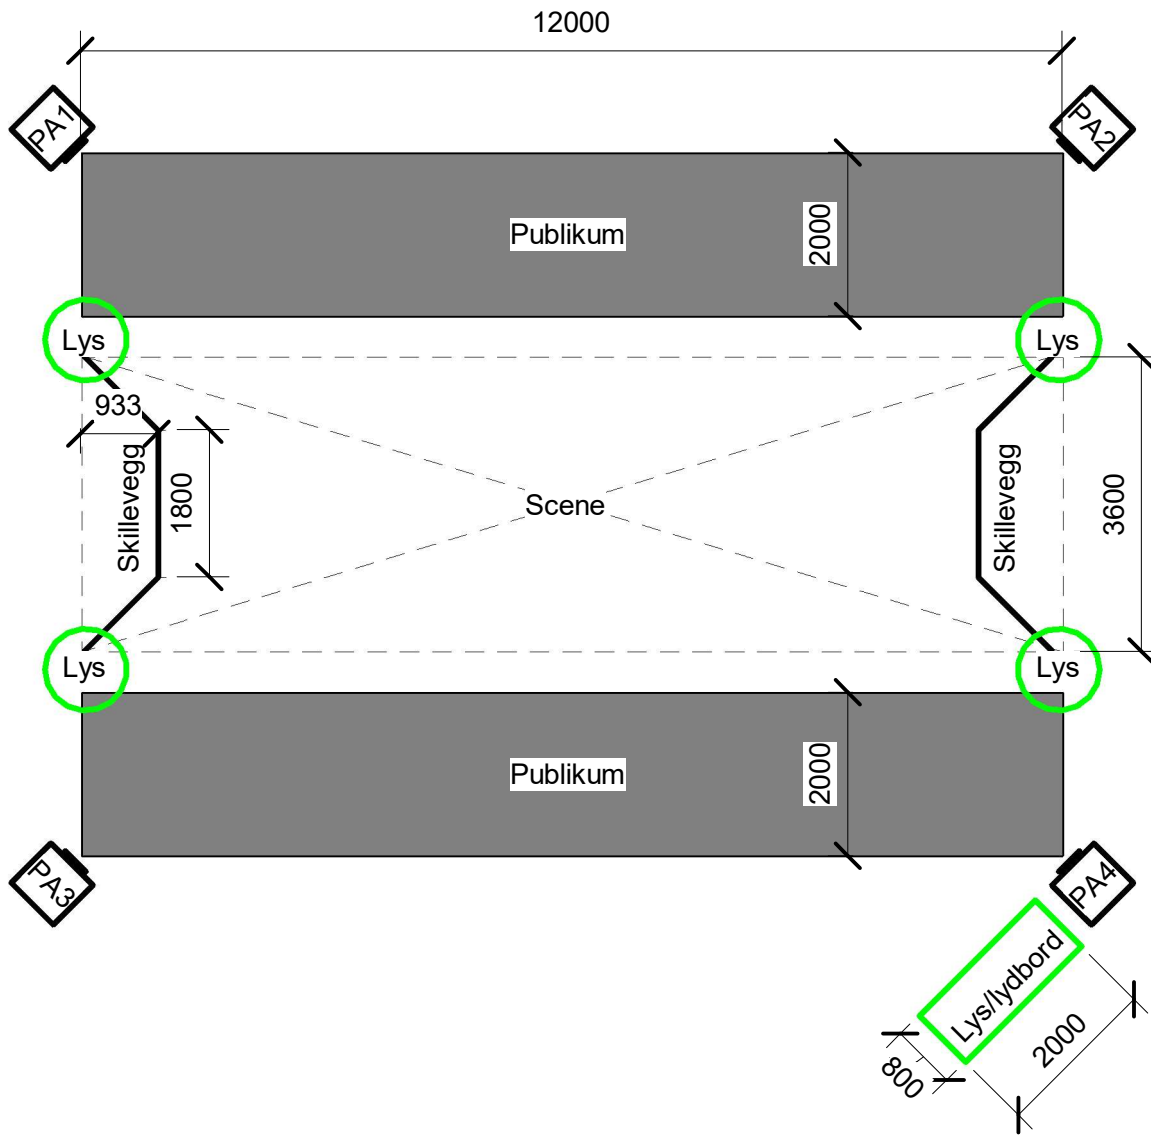 12000
PA1
PA2
Publikum
2000
Lys
Lys
933
Skillevegg
1800
Scene
Skillevegg
3600
Lys
Lys
Publikum
2000
PA3
PA4
Lys/lydbord
2000
800